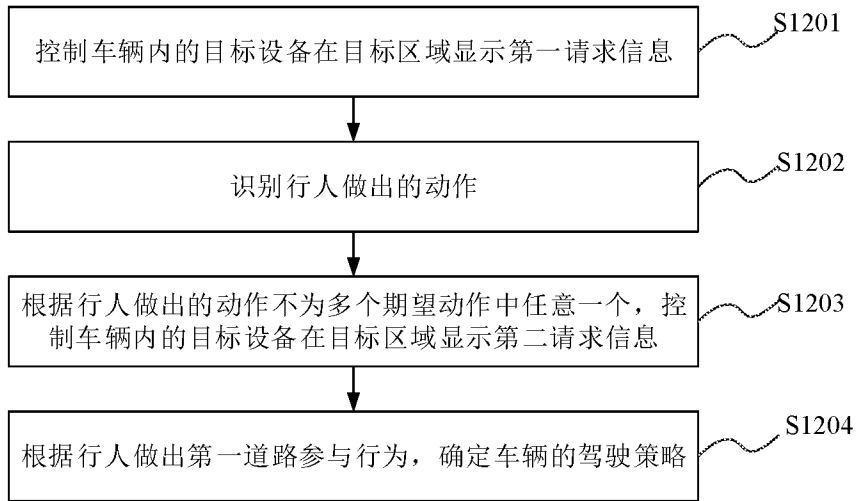 控制车辆内的目标设备在目标区域显示第一请求信息
S1201
识别行人做出的动作
S1202
根据行人做出的动作不为多个期望动作中任意一个，控
制车辆内的目标设备在目标区域显示第二请求信息
S1203
根据行人做出第一道路参与行为，确定车辆的驾驶策略
S1204